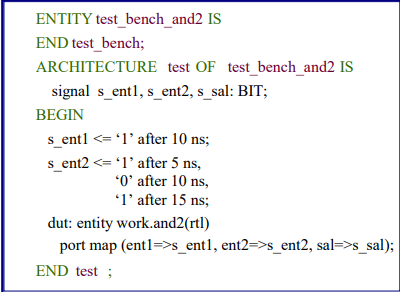 ENTITY test_bench_and2 IS
END test_bench;
ARCHITECTURE test OF test_bench_and2 IS
signal s_ent1, s_ent2, s_sal: BIT;
BEGIN
s_ent1 <= ‘1’ after 10 ns;
s_ent2 <= ‘1’ after 5 ns,
‘0’ after 10 ns,
‘1’ after 15 ns;
dut: entity work.and2(rtl)
port map (ent1=>s_ent1, ent2=>s_ent2, sal=>s_sal);
END test ;